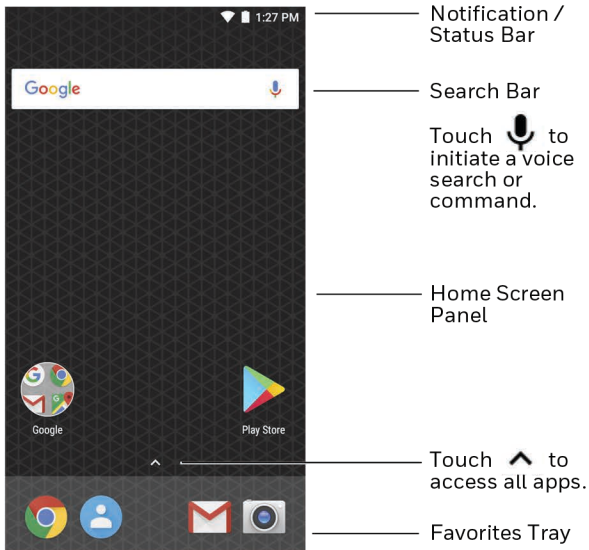 1:27 PM
Notification /
Status Bar
Google
Search Bar
Touch to
initiate a voice
search or
command.
Home Screen
Panel
Google
Play Store
Touch to
access all apps.
Favorites Tray